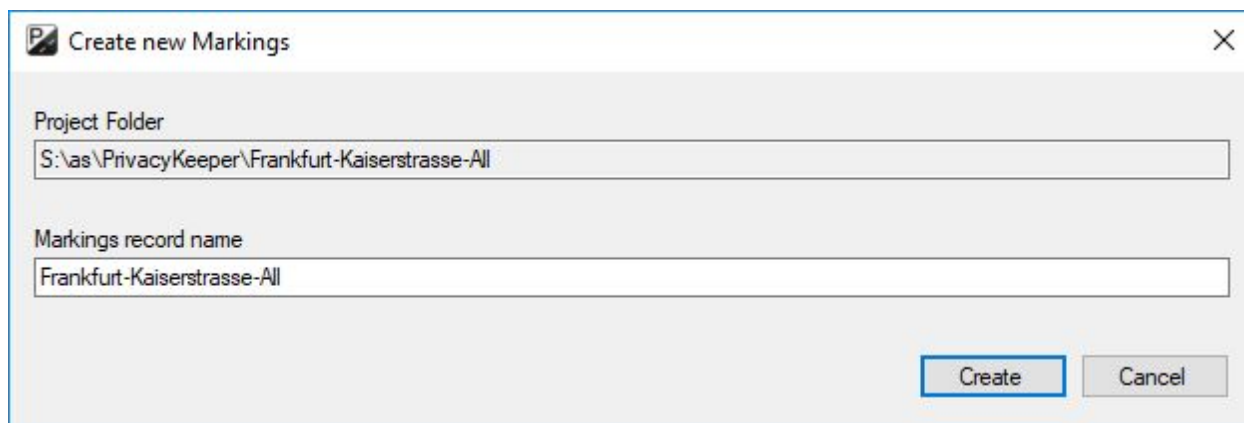 Create new Markings
Project Folder
S:\as\PrivacyKeeper\Frankfurt-Kaiserstrasse-All
Markings record name
Frankfurt-Kaiserstrasse-All
Create Cancel